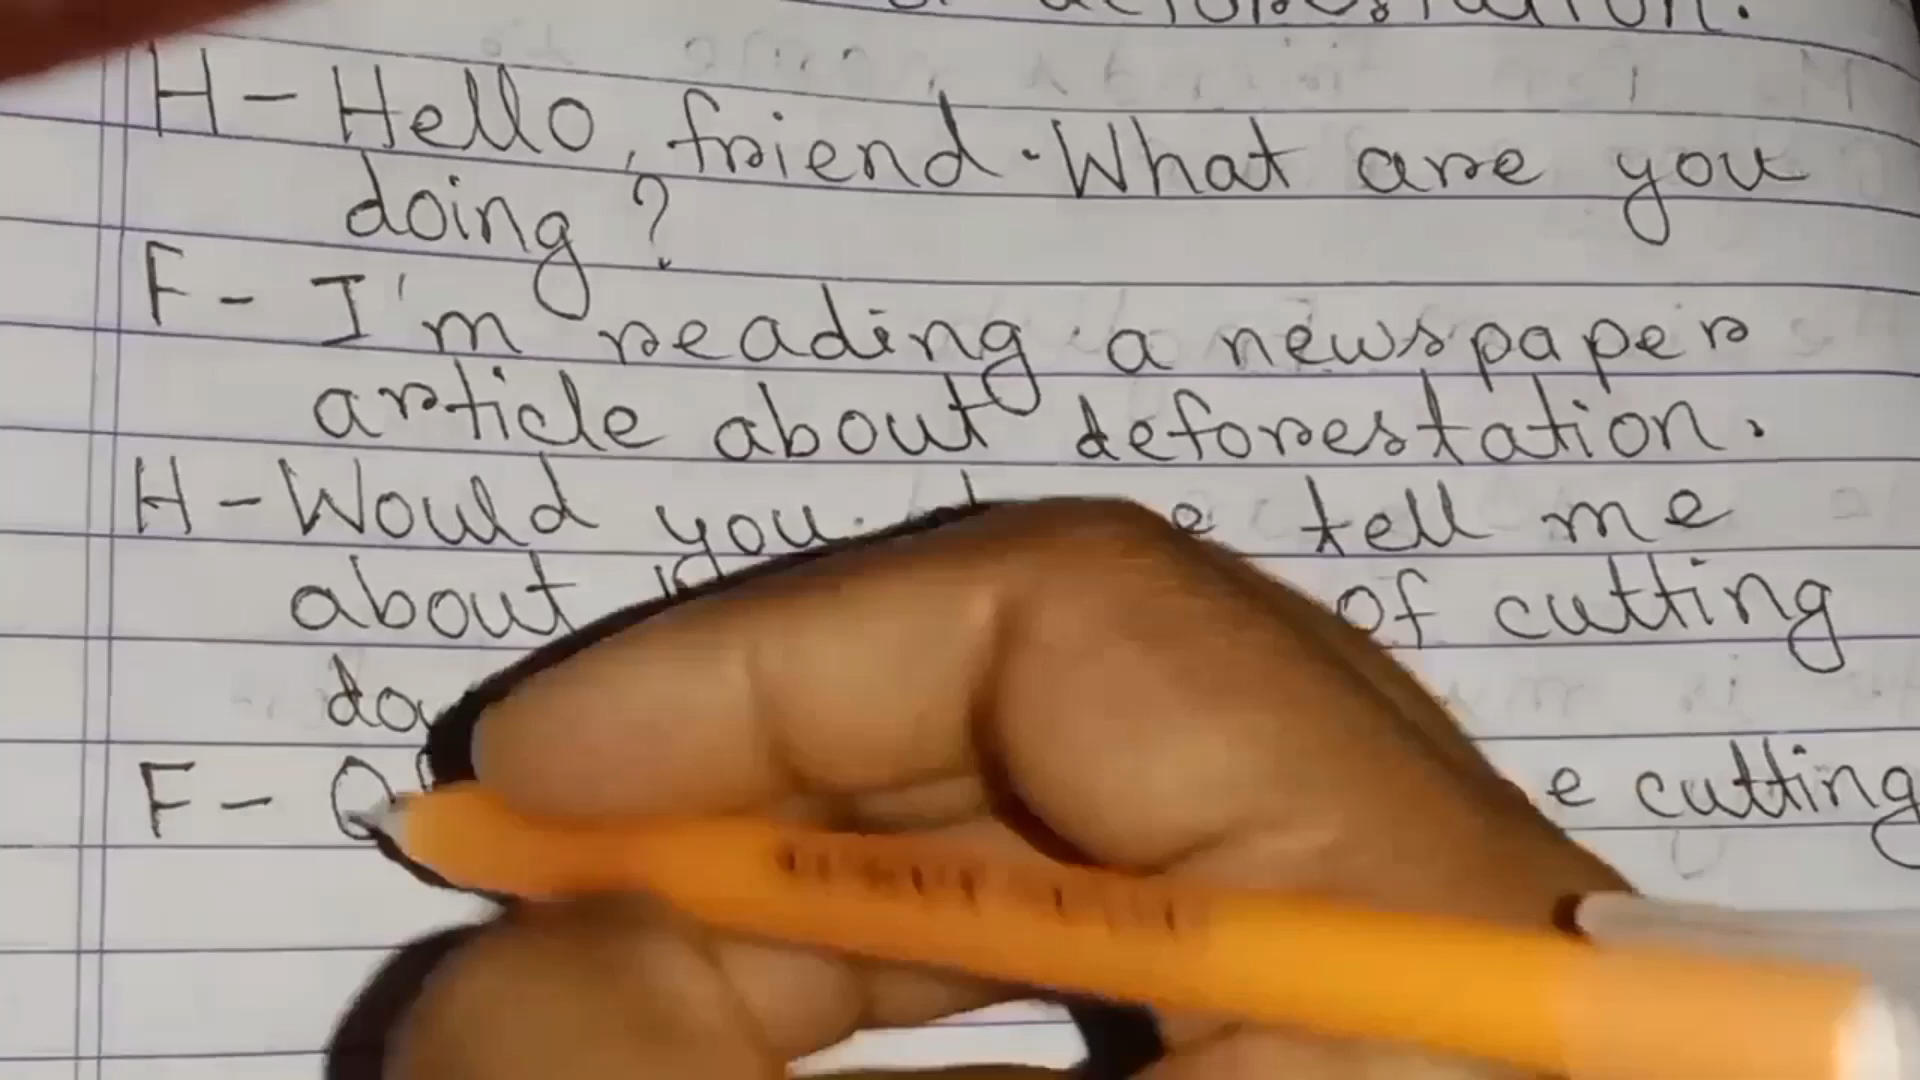 deforestation.
H - Hello, friend. What are you
doing?
F - I'm reading a newspaper
article about deforestation.
H - Would you tell me
about of cutting
F - cutting